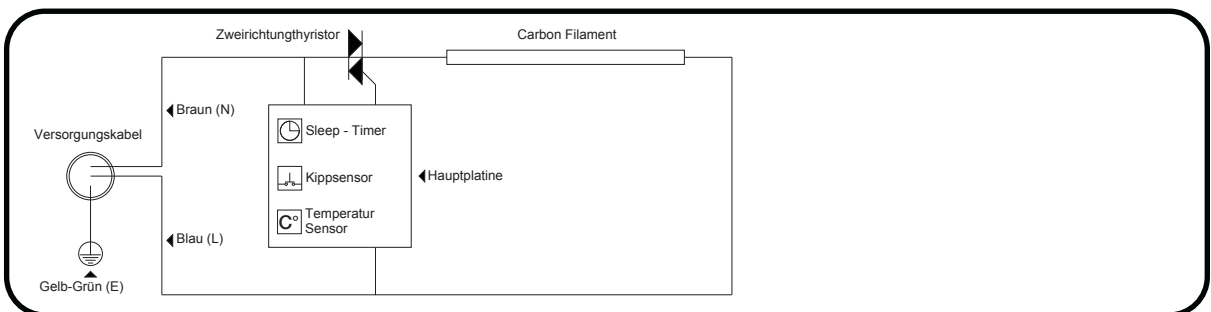 Zweirichtungthyristor
Carbon Filament
Braun (N)
Versorgungskabel
Sleep - Timer
Kippsensor
Hauptplatine
C°
Temperatur
Sensor
Blau (L)
Gelb-Grün (E)